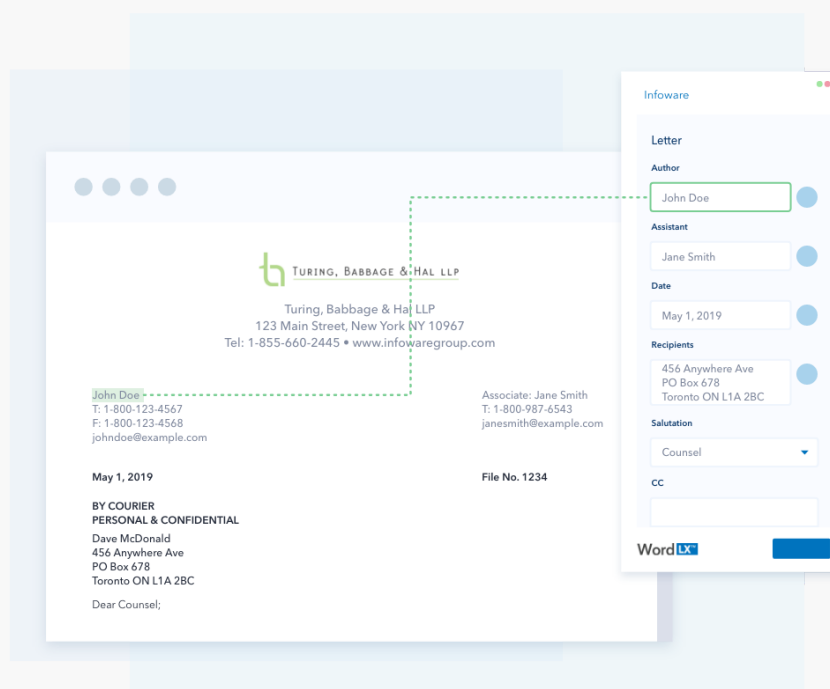 Infoware
Letter
Author
John Doe
Assistant
Jane Smith
Date
May 1, 2019
Recipients
456 Anywhere Ave
PO Box 678
Toronto ON L1A 2BC
Salutation
Counsel
CC
Word LX™
TURING, BABBAGE & HAL LLP
Turing, Babbage & Hal LLP
123 Main Street, New York NY 10967
Tel: 1-855-660-2445 • www.infowaregroup.com
John Doe
T: 1-800-123-4567
F: 1-800-123-4568
johndoe@example.com
Associate: Jane Smith
T: 1-800-987-6543
janesmith@example.com
May 1, 2019
File No. 1234
BY COURIER
PERSONAL & CONFIDENTIAL
Dave McDonald
456 Anywhere Ave
PO Box 678
Toronto ON L1A 2BC
Dear Counsel;